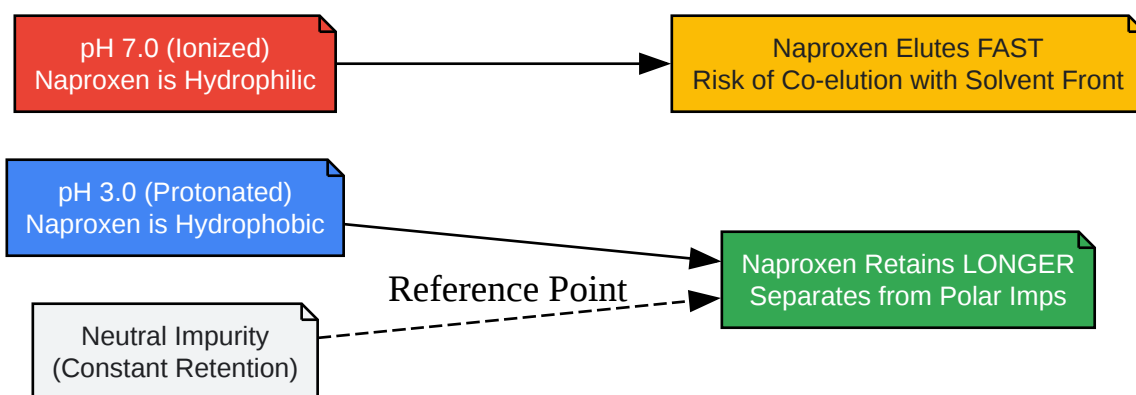 pH 7.0 (Ionized)
Naproxen is Hydrophilic
Naproxen Elutes FAST
Risk of Co-elution with Solvent Front
pH 3.0 (Protonated)
Naproxen is Hydrophobic
Naproxen Retains LONGER
Separates from Polar Imps
Reference Point
Neutral Impurity
(Constant Retention)